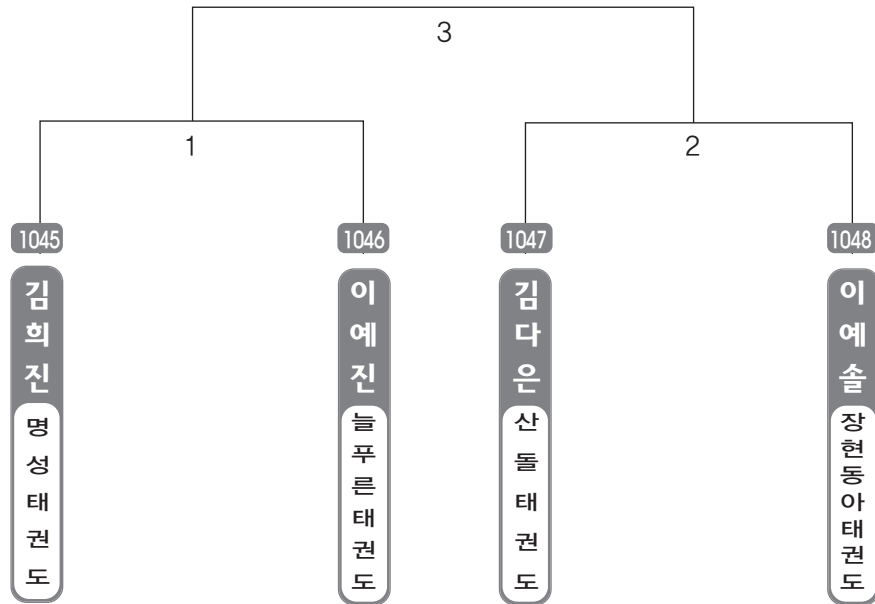 3
1
2
1045
1046
1047
1048
김희진
이예진
김다은
이예솔
명성태권도
늘푸른태권도
산돌태권도
장현동아태권도